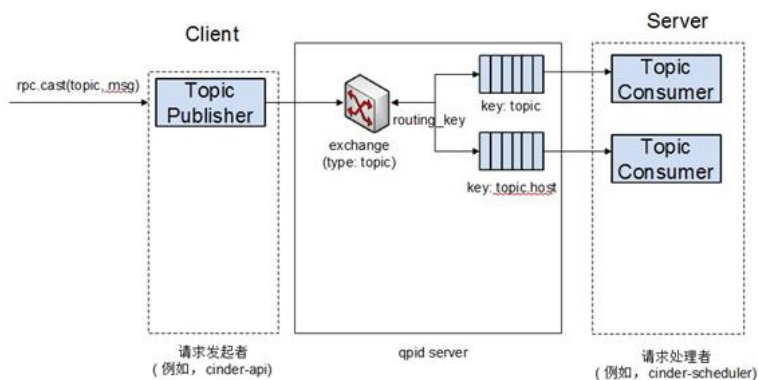 Client
Server
rpc.cast(topic, msg)
Topic
Publisher
exchange
(type: topic)
routing_key
key: topic
key: topic.host
Topic
Consumer
Topic
Consumer
请求发起者
( 例如， cinder-api)
qpid server
请求处理者
( 例如， cinder-scheduler)